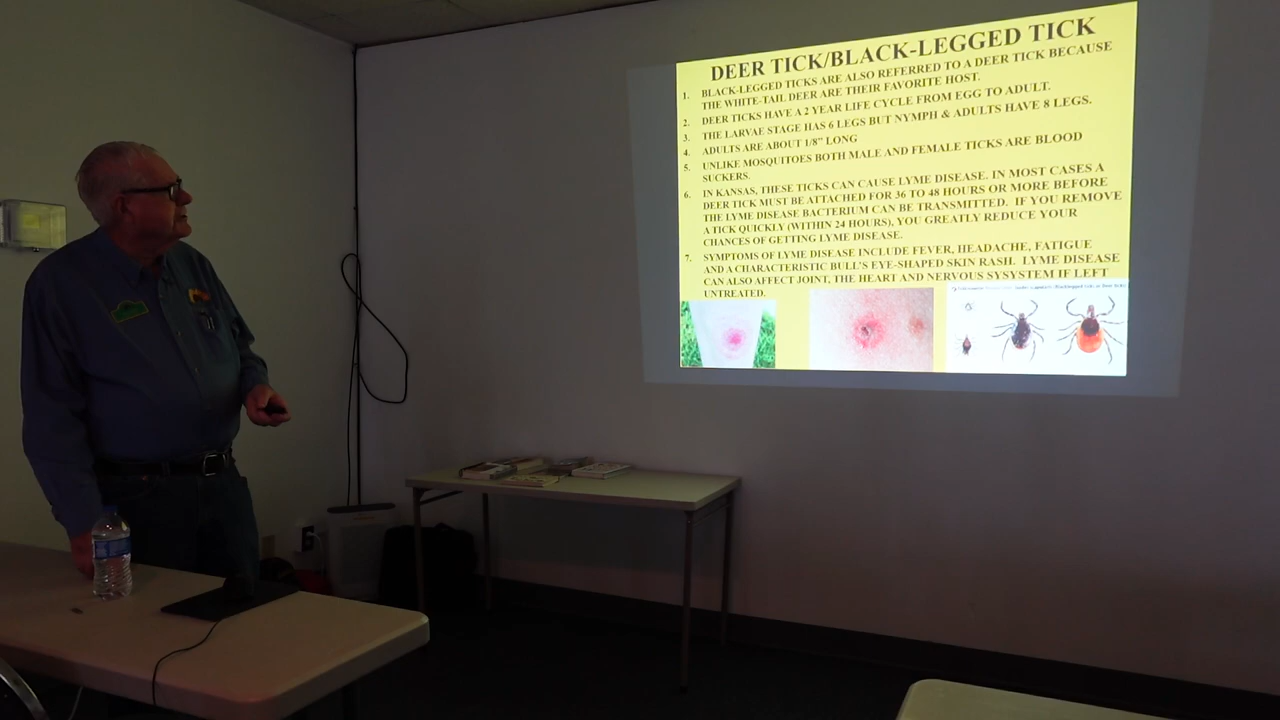 DEER TICK/BLACK-LEGGED TICK
1. BLACK-LEGGED TICKS ARE ALSO REFERRED TO A DEER TICK BECAUSE
THE WHITE-TAIL DEER ARE THEIR FAVORITE HOST.
2. DEER TICKS HAVE A 2 YEAR LIFE CYCLE FROM EGG TO ADULT.
3. THE LARVAE STAGE HAS 6 LEGS BUT NYMPH & ADULTS HAVE 8 LEGS.
4. ADULTS ARE ABOUT 1/8" LONG
5. UNLIKE MOSQUITOES BOTH MALE AND FEMALE TICKS ARE BLOOD
SUCKERS.
6. IN KANSAS, THESE TICKS CAN CAUSE LYME DISEASE. IN MOST CASES A
DEER TICK MUST BE ATTACHED FOR 36 TO 48 HOURS OR MORE BEFORE
THE LYME DISEASE BACTERIUM CAN BE TRANSMITTED. IF YOU REMOVE
A TICK QUICKLY (WITHIN 24 HOURS), YOU GREATLY REDUCE YOUR
CHANCES OF GETTING LYME DISEASE.
7. SYMPTOMS OF LYME DISEASE INCLUDE FEVER, HEADACHE, FATIGUE
AND A CHARACTERISTIC BULL'S EYE-SHAPED SKIN RASH. LYME DISEASE
CAN ALSO AFFECT JOINT, THE HEART AND NERVOUS SYSYSTEM IF LEFT
UNTREATED.